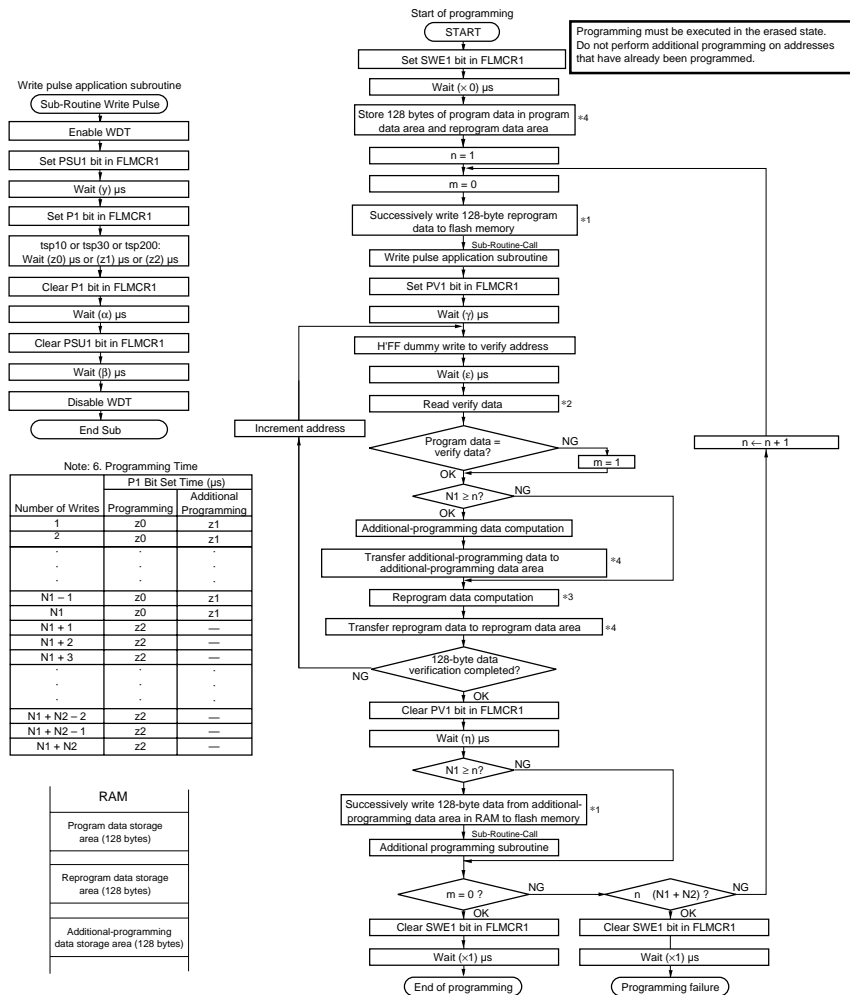 Start of programming
START
Set SWE1 bit in FLMCR1
Wait (×0) µs
Store 128 bytes of program data in program
data area and reprogram data area
*4
n = 1
m = 0
Successively write 128-byte reprogram
data to flash memory
*1
Sub-Routine-Call
Write pulse application subroutine
Set PV1 bit in FLMCR1
Wait (γ) µs
H'FF dummy write to verify address
Wait (ε) µs
Read verify data
*2
Increment address
Program data =
verify data?
NG
m = 1
OK
n ← n + 1
N1 ≥ n?
NG
OK
Additional-programming data computation
Transfer additional-programming data to
additional-programming data area
*4
Reprogram data computation
*3
Transfer reprogram data to reprogram data area
*4
128-byte data
verification completed?
NG
OK
Clear PV1 bit in FLMCR1
Wait (η) µs
N1 ≥ n?
NG
OK
Successively write 128-byte data from additional-
programming data area in RAM to flash memory
*1
Sub-Routine-Call
Additional programming subroutine
m = 0 ?
NG
n (N1 + N2) ?
NG
OK
OK
Clear SWE1 bit in FLMCR1
Clear SWE1 bit in FLMCR1
Wait (×1) µs
Wait (×1) µs
End of programming
Programming failure
Programming must be executed in the erased state.
Do not perform additional programming on addresses
that have already been programmed.
Write pulse application subroutine
Sub-Routine Write Pulse
Enable WDT
Set PSU1 bit in FLMCR1
Wait (y) µs
Set P1 bit in FLMCR1
tsp10 or tsp30 or tsp200:
Wait (z0) µs or (z1) µs or (z2) µs
Clear P1 bit in FLMCR1
Wait (α) µs
Clear PSU1 bit in FLMCR1
Wait (β) µs
Disable WDT
End Sub
Note: 6. Programming Time
P1 Bit Set Time (µs)
Number of Writes Programming Additional Programming
1 z0 z1
2 z0 z1
. . .
. . .
. . .
N1 – 1 z0 z1
N1 z0 z1
N1 + 1 z2 —
N1 + 2 z2 —
N1 + 3 z2 —
. . .
. . .
. . .
N1 + N2 – 2 z2 —
N1 + N2 – 1 z2 —
N1 + N2 z2 —
RAM
Program data storage
area (128 bytes)
Reprogram data storage
area (128 bytes)
Additional-programming
data storage area (128 bytes)